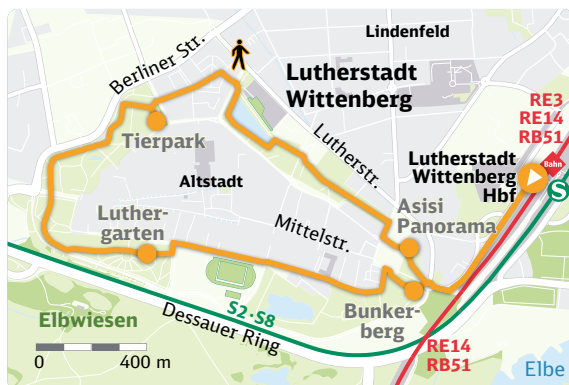 Lindenfeld
Berliner Str.
Lutherstadt
Wittenberg
RE3
RE14
RB51
Tierpark
Lutherstr.
Lutherstadt
Wittenberg
Hbf
Bahn
S
Altstadt
Asisi
Panorama
Luther-
garten
Mittelstr.
Bunker-
berg
S2·S8
Dessauer Ring
Elbwiesen
0 400 m
RE14
RB51
Elbe